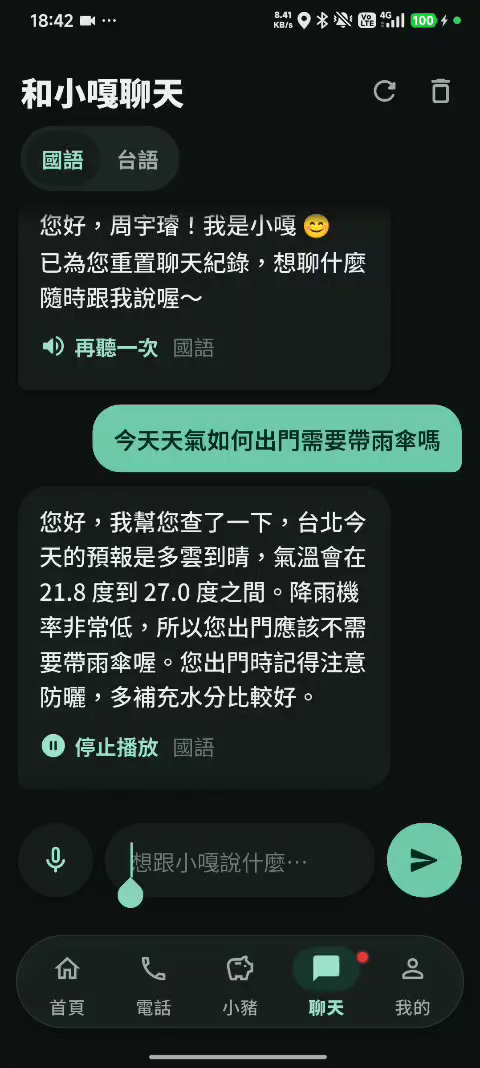 18:42
8.41 KB/s
Vo LTE
4G
100
和小嘎聊天
國語
台語
您好，周宇璿！我是小嘎 😊
已為您重置聊天紀錄，想聊什麼
隨時跟我說喔～
再聽一次 國語
今天天氣如何出門需要帶雨傘嗎
您好，我幫您查了一下，台北今
天的預報是多雲到晴，氣溫會在
21.8 度到 27.0 度之間。降雨機
率非常低，所以您出門應該不需
要帶雨傘喔。您出門時記得注意
防曬，多補充水分比較好。
停止播放 國語
想跟小嘎說什麼⋯
首頁
電話
小豬
聊天
我的